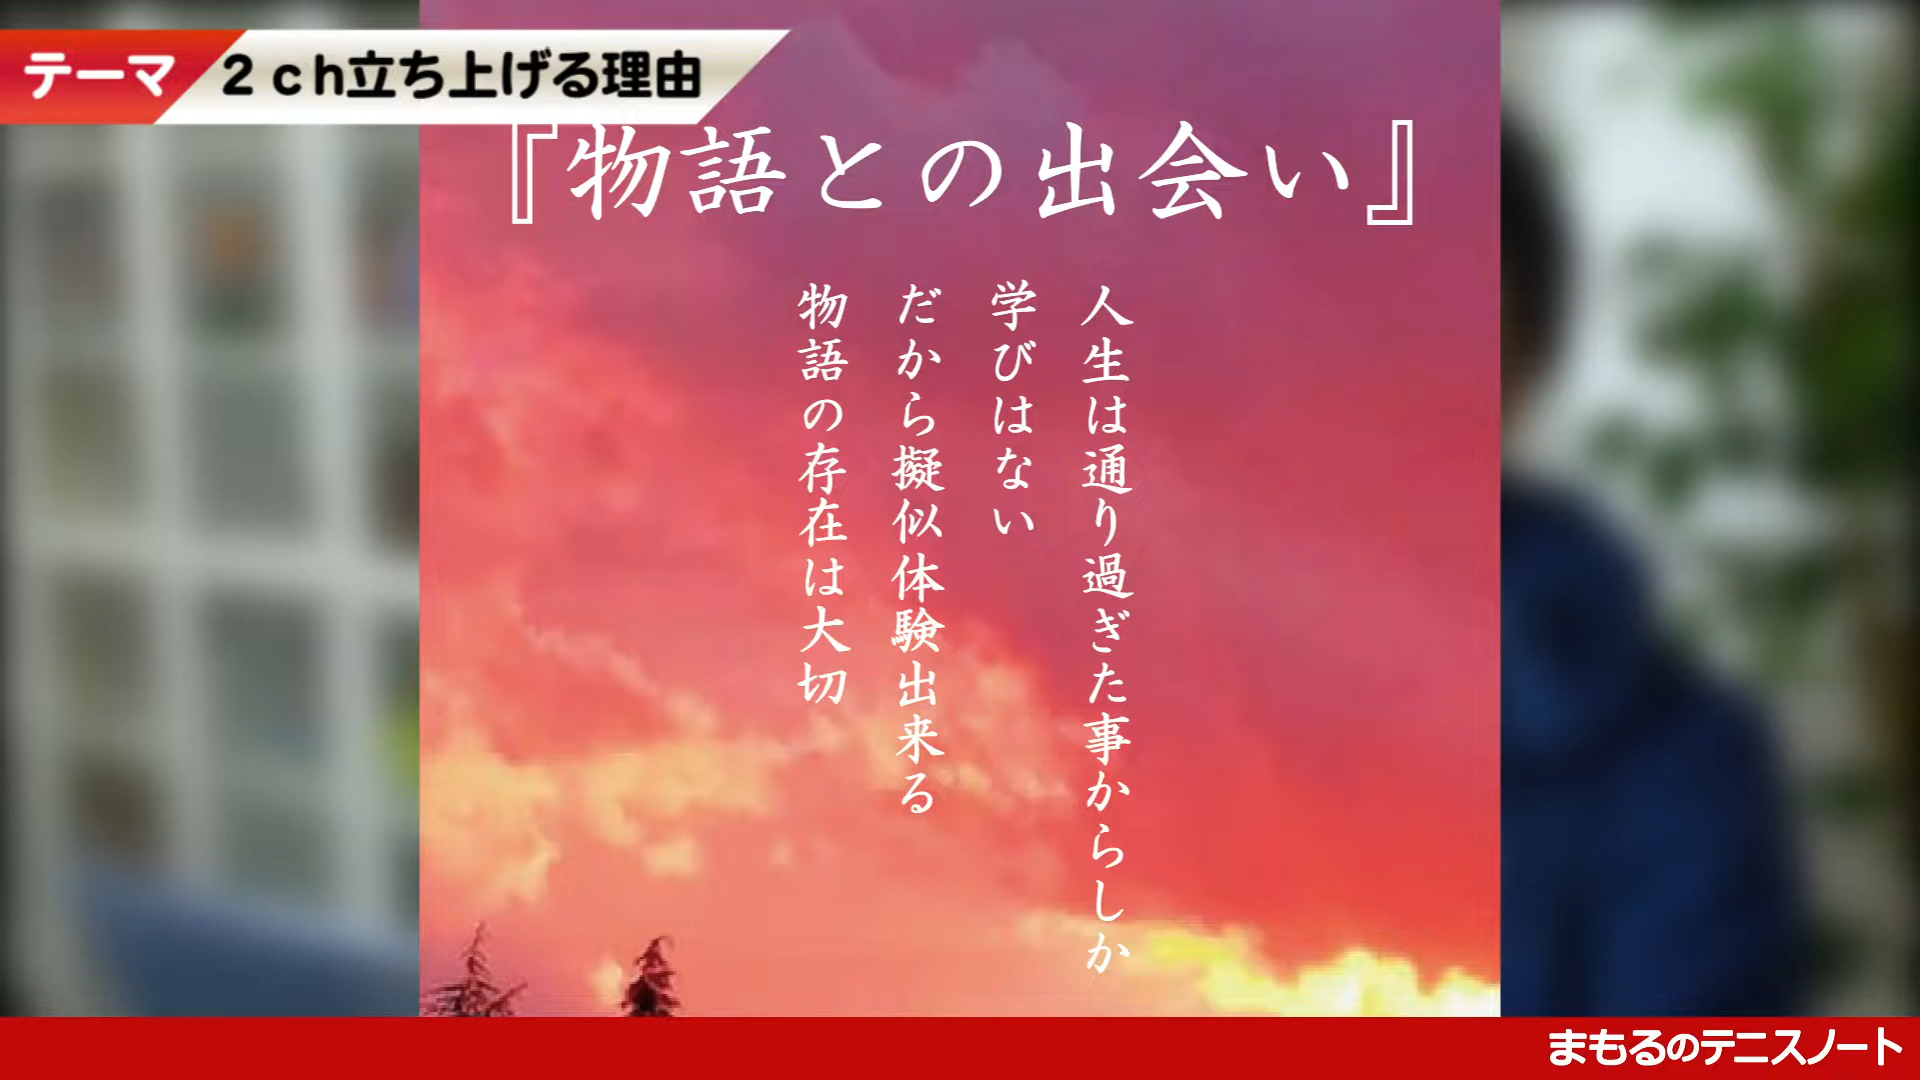 テーマ
２ｃｈ立ち上げる理由
『物語との出会い』
人生は通り過ぎた事からしか
学びはない
だから擬似体験出来る
物語の存在は大切
まもるのテニスノート